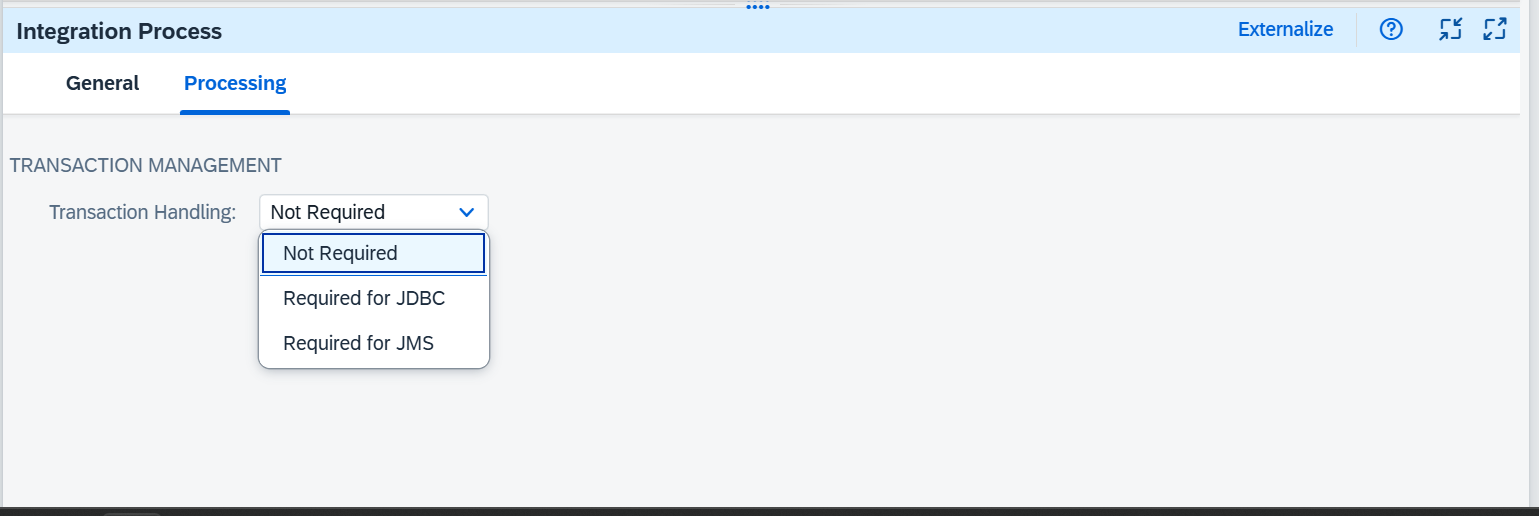 Integration Process
Externalize
General
Processing
TRANSACTION MANAGEMENT
Transaction Handling:
Not Required
Not Required
Required for JDBC
Required for JMS